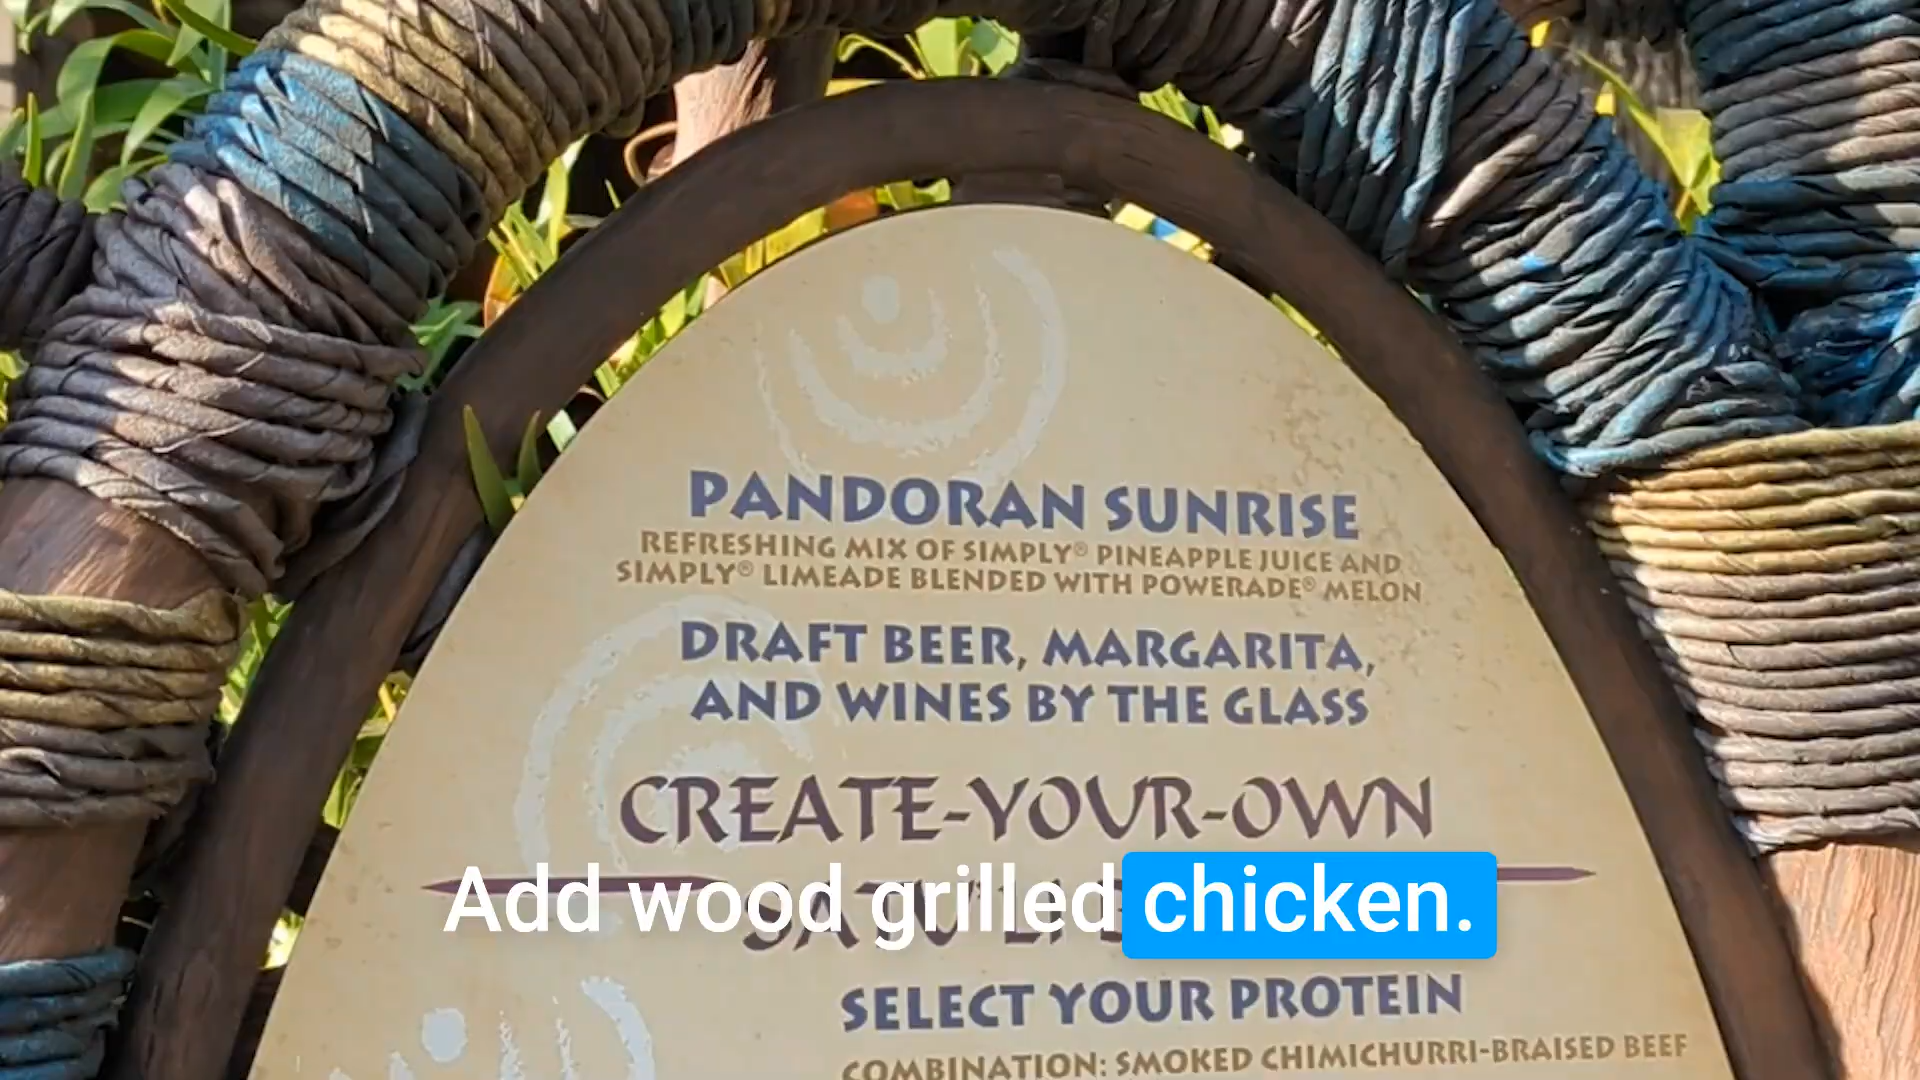 PANDORAN SUNRISE
REFRESHING MIX OF SIMPLY® PINEAPPLE JUICE AND
SIMPLY® LIMEADE BLENDED WITH POWERADE® MELON
DRAFT BEER, MARGARITA,
AND WINES BY THE GLASS
CREATE-YOUR-OWN
Add wood grilled chicken.
SELECT YOUR PROTEIN
COMBINATION: SMOKED CHIMICHURRI-BRAISED BEEF